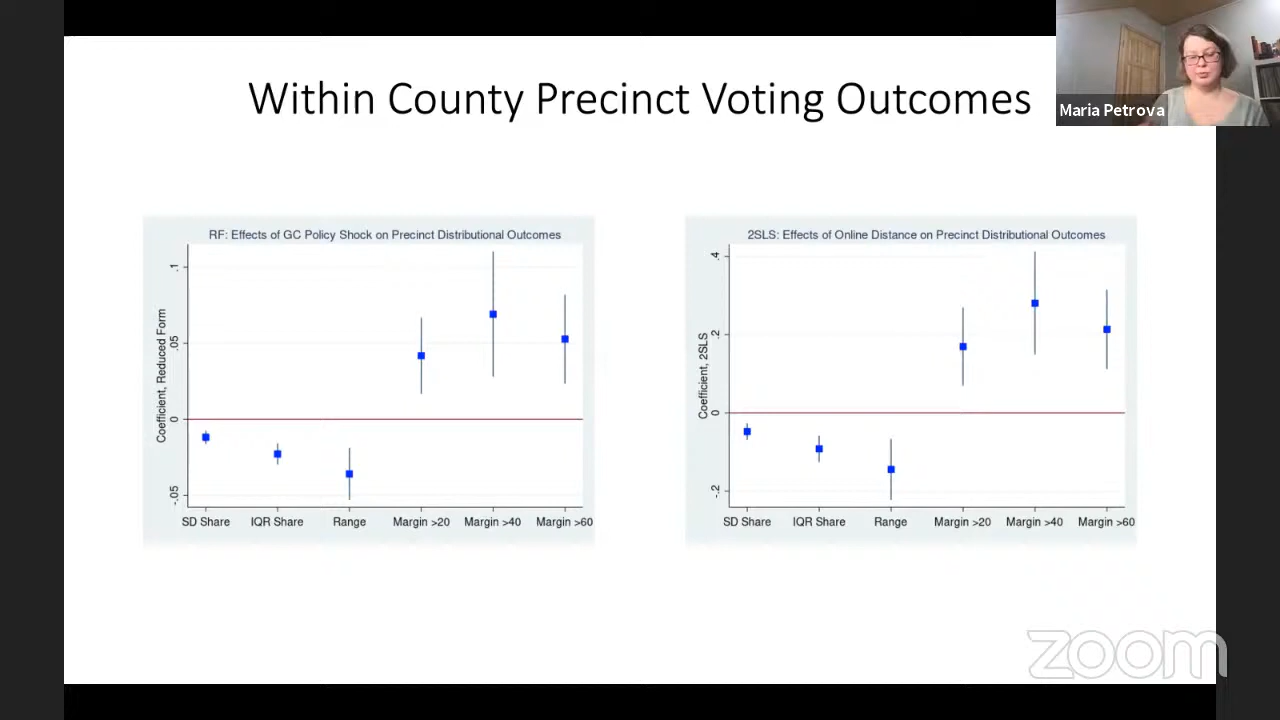 Within County Precinct Voting Outcomes
Maria Petrova
RF: Effects of GC Policy Shock on Precinct Distributional Outcomes
Coefficient, Reduced Form
.1
.05
0
-.05
SD Share
IQR Share
Range
Margin >20
Margin >40
Margin >60
2SLS: Effects of Online Distance on Precinct Distributional Outcomes
Coefficient, 2SLS
.4
.2
0
-.2
SD Share
IQR Share
Range
Margin >20
Margin >40
Margin >60
zoom